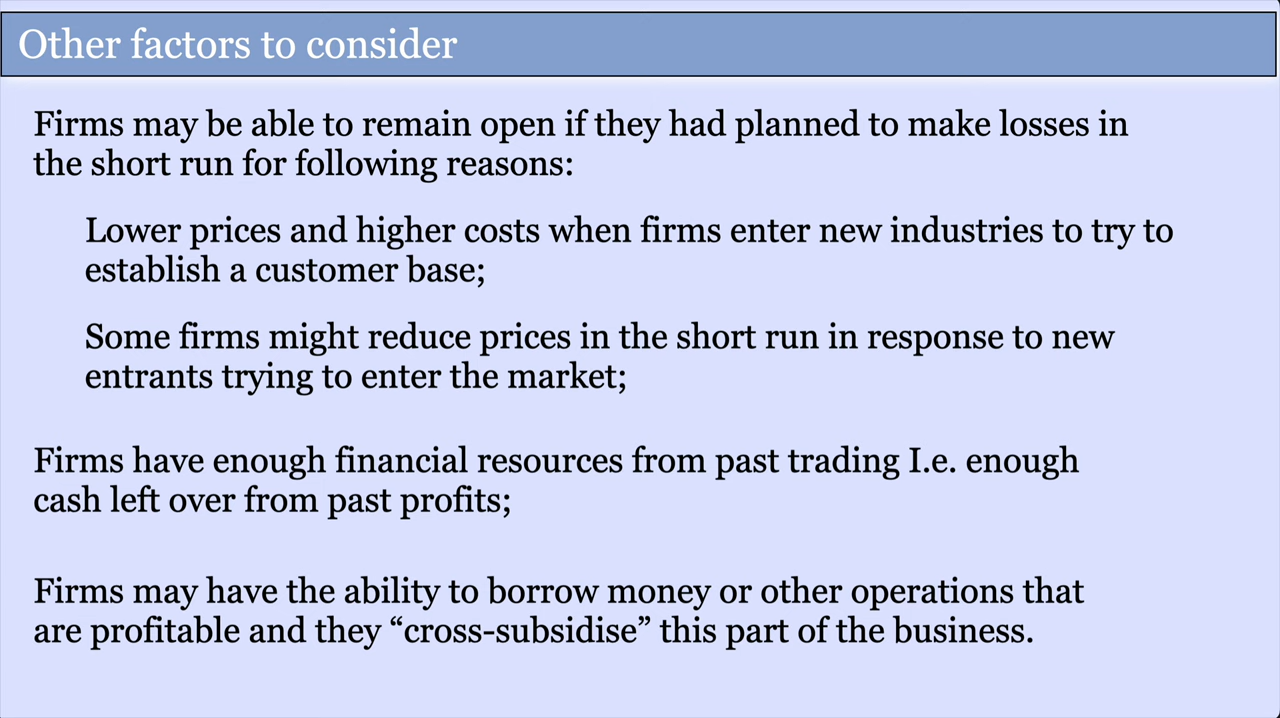 Other factors to consider
Firms may be able to remain open if they had planned to make losses in
the short run for following reasons:
Lower prices and higher costs when firms enter new industries to try to
establish a customer base;
Some firms might reduce prices in the short run in response to new
entrants trying to enter the market;
Firms have enough financial resources from past trading I.e. enough
cash left over from past profits;
Firms may have the ability to borrow money or other operations that
are profitable and they “cross-subsidise” this part of the business.